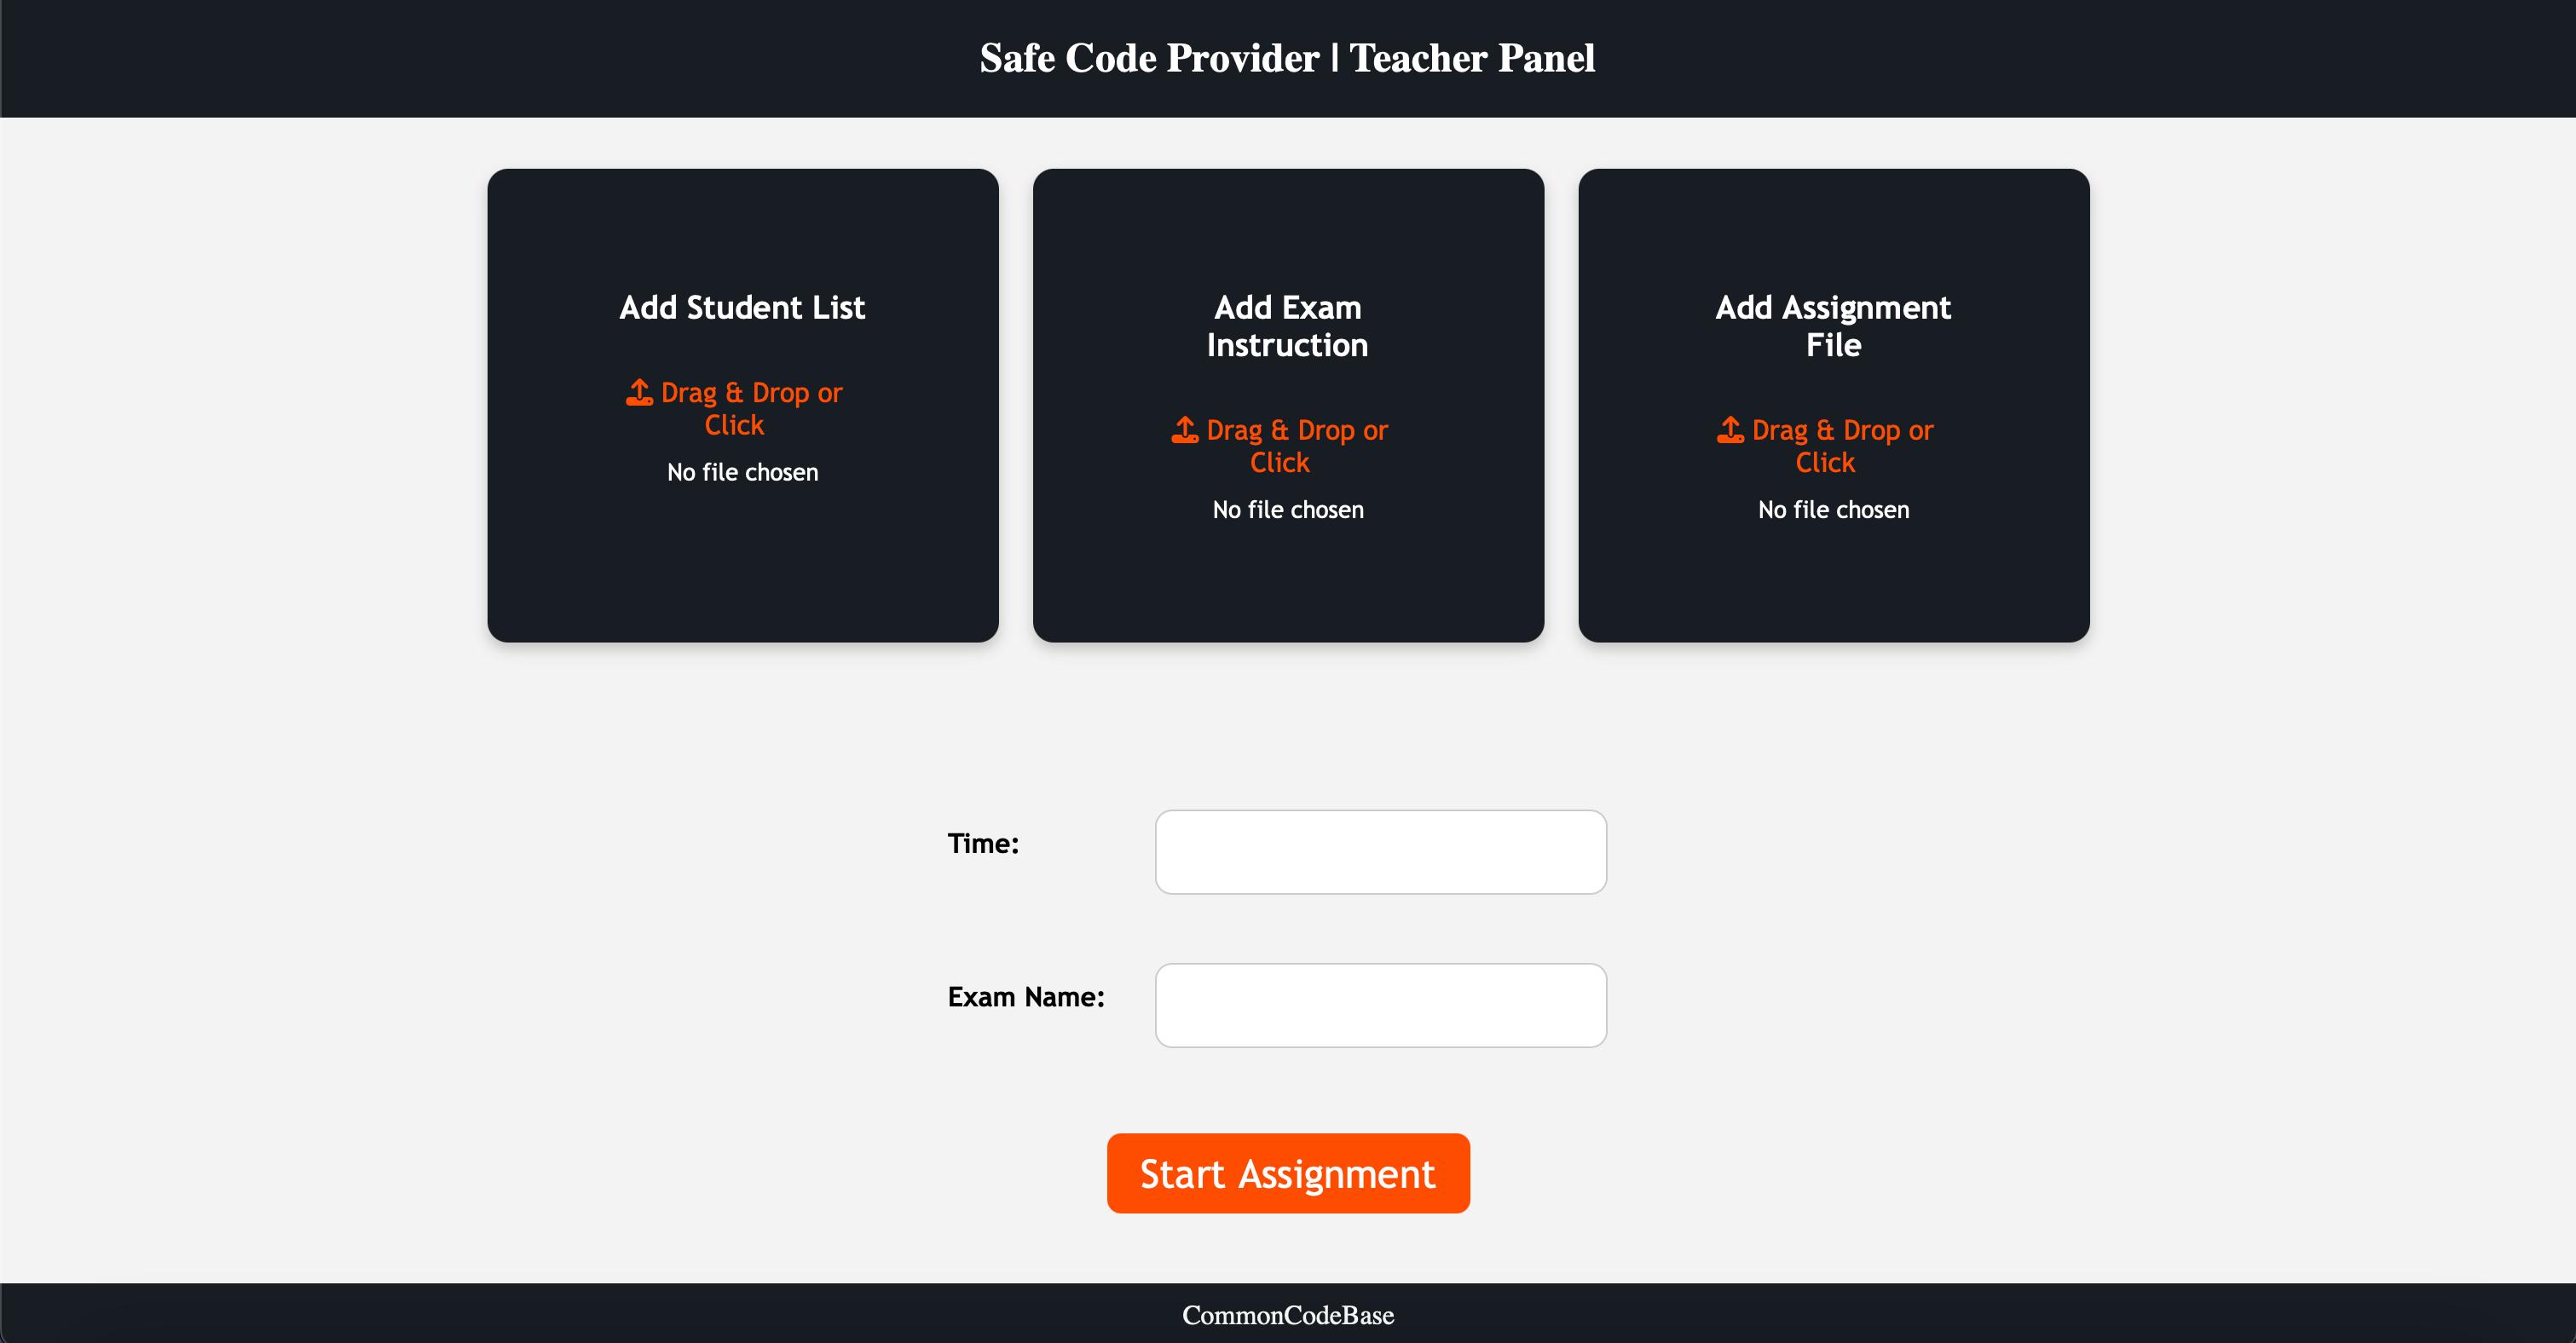 Safe Code Provider | Teacher Panel
Add Student List
Drag & Drop or
Click
No file chosen
Add Exam
Instruction
Drag & Drop or
Click
No file chosen
Add Assignment
File
Drag & Drop or
Click
No file chosen
Time:
Exam Name:
Start Assignment
CommonCodeBase